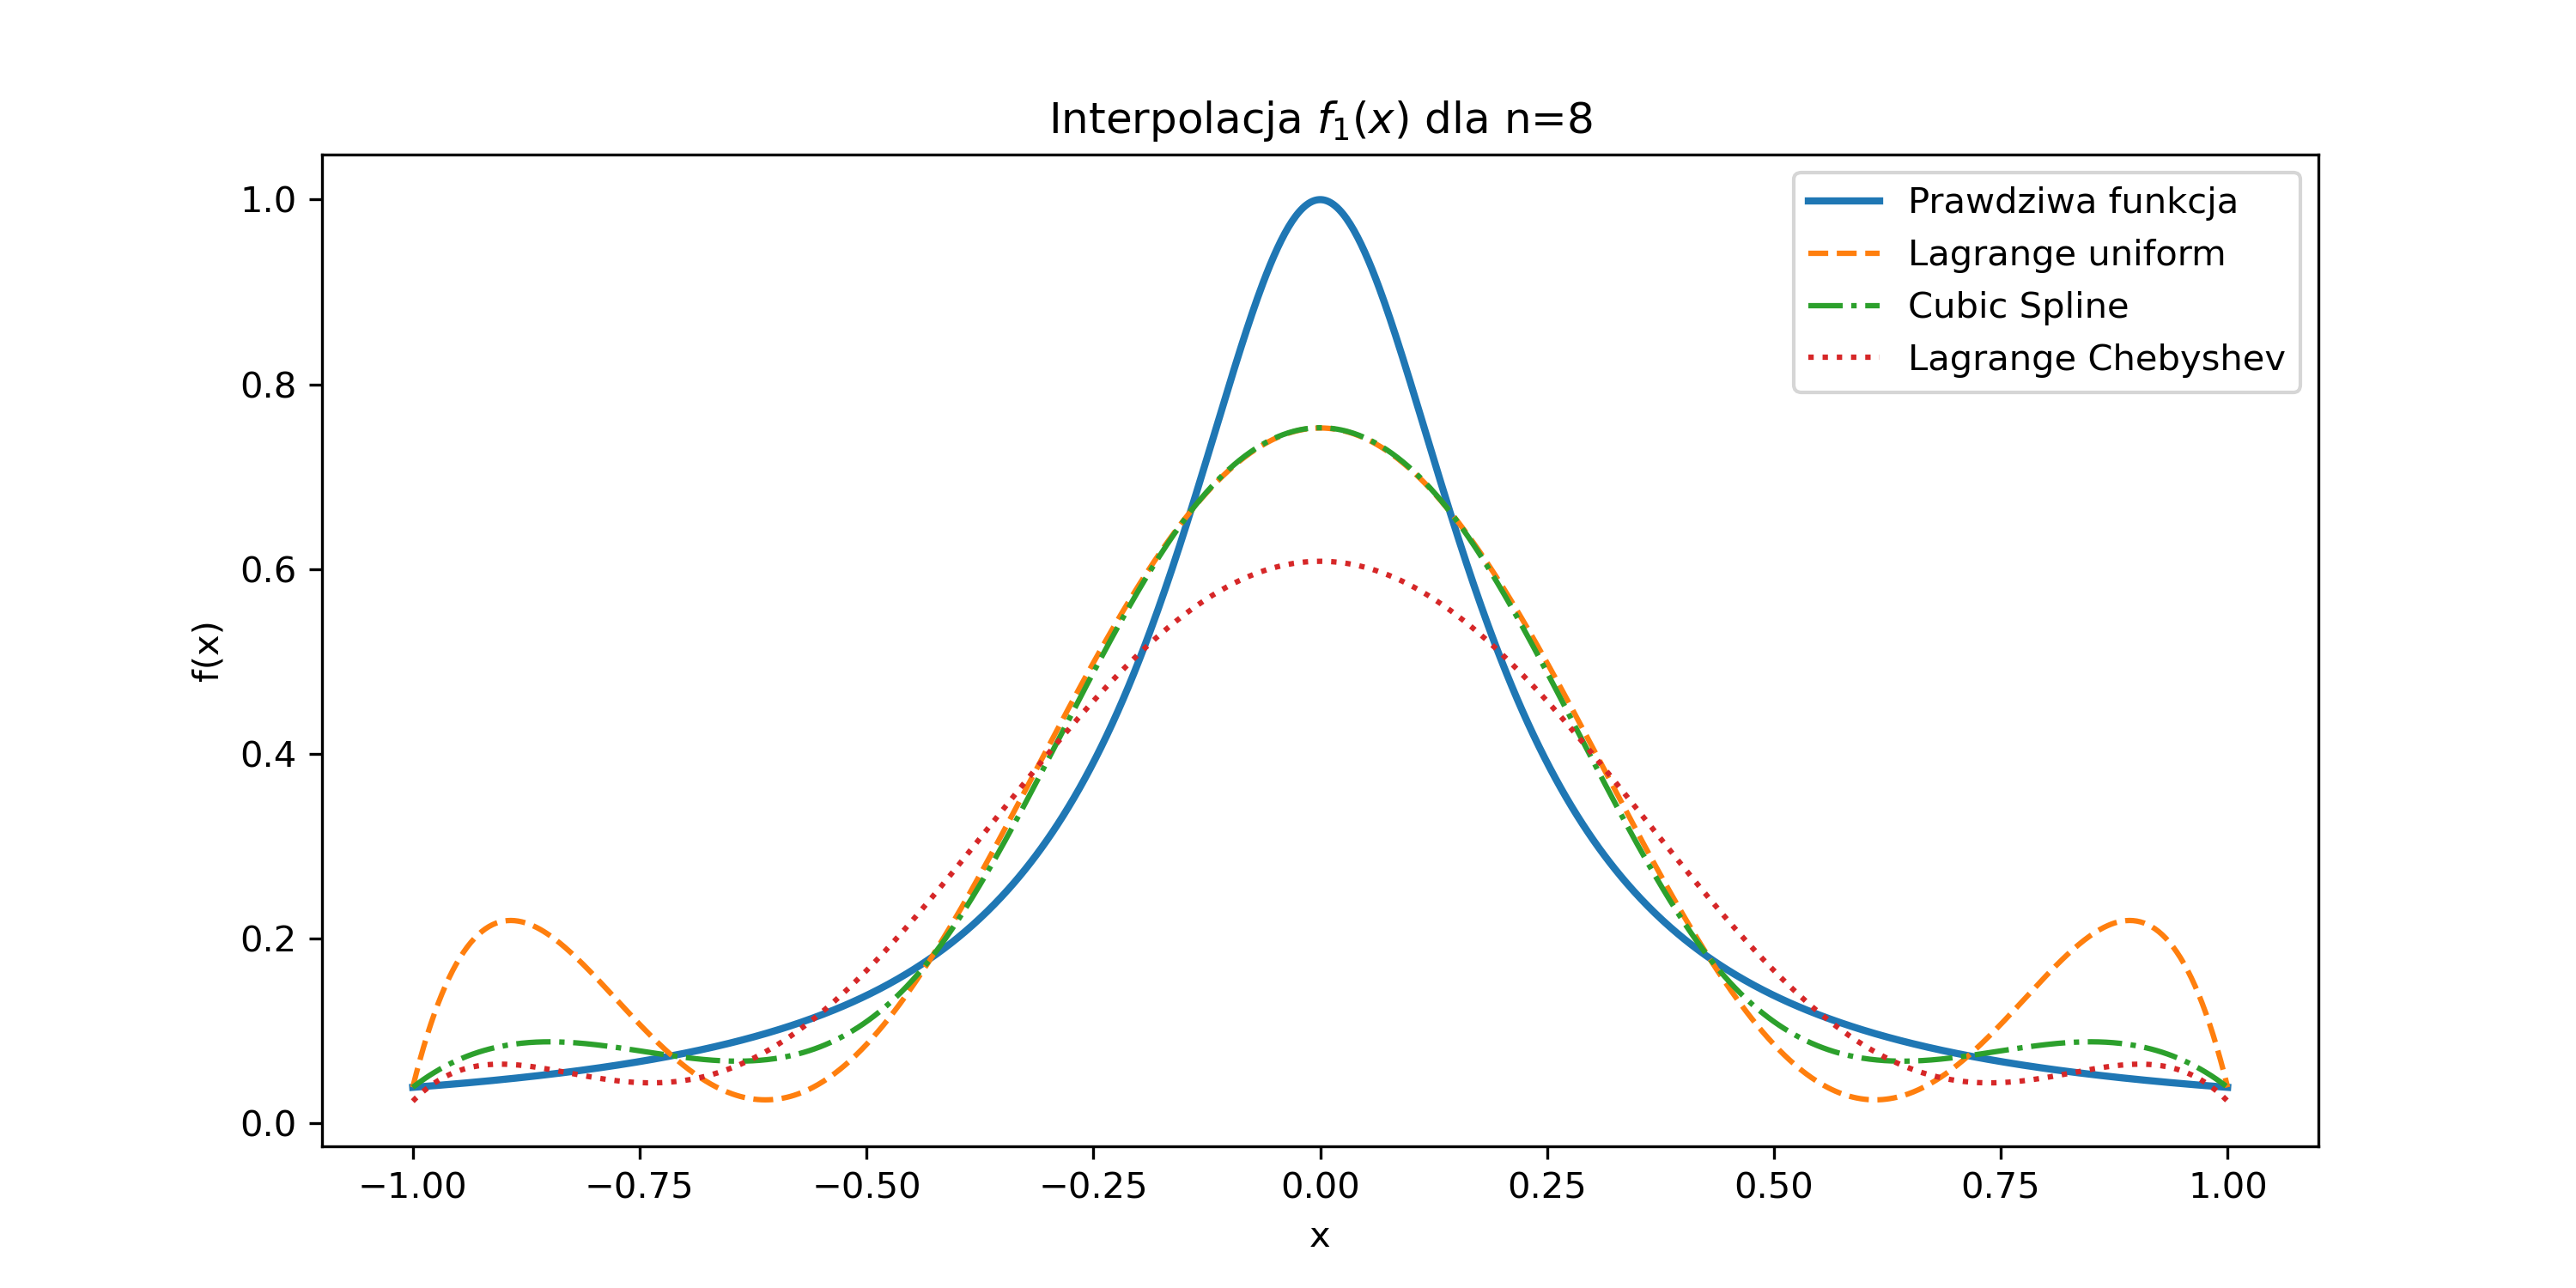 Interpolacja f₁(x) dla n=8
Prawdziwa funkcja
Lagrange uniform
Cubic Spline
Lagrange Chebyshev
1.0
0.8
0.6
0.4
0.2
0.0
f(x)
−1.00 −0.75 −0.50 −0.25 0.00 0.25 0.50 0.75 1.00
x